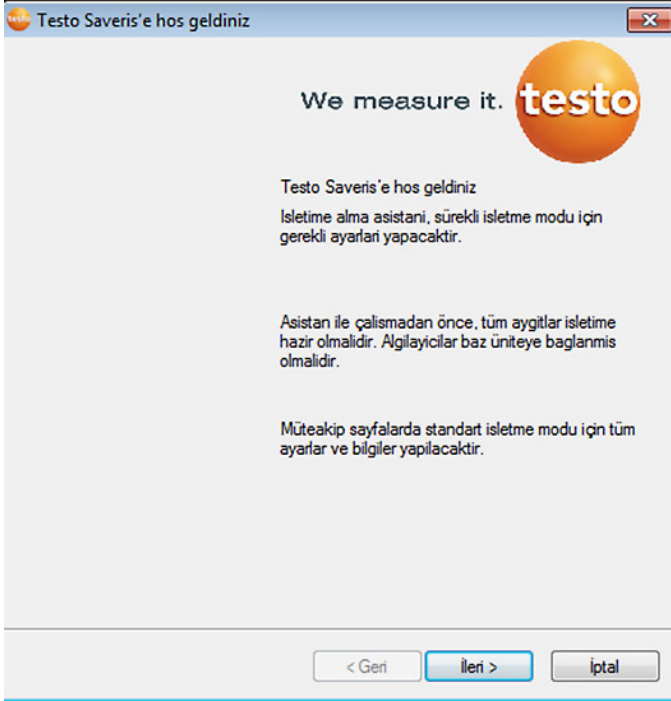 Testo Saveris'e hos geldiniz
We measure it. testo
Testo Saveris'e hos geldiniz
Isletime alma asistani, sürekli isletme modu için
gerekli ayarlari yapacaktir.
Asistan ile çalismadan önce, tüm aygitlar isletime
hazir olmalidir. Algilayicilar baz üniteye baglanmis
olmalidir.
Müteakip sayfalarda standart isletme modu için tüm
ayarlar ve bilgiler yapilacaktir.
< Geri İleri > İptal